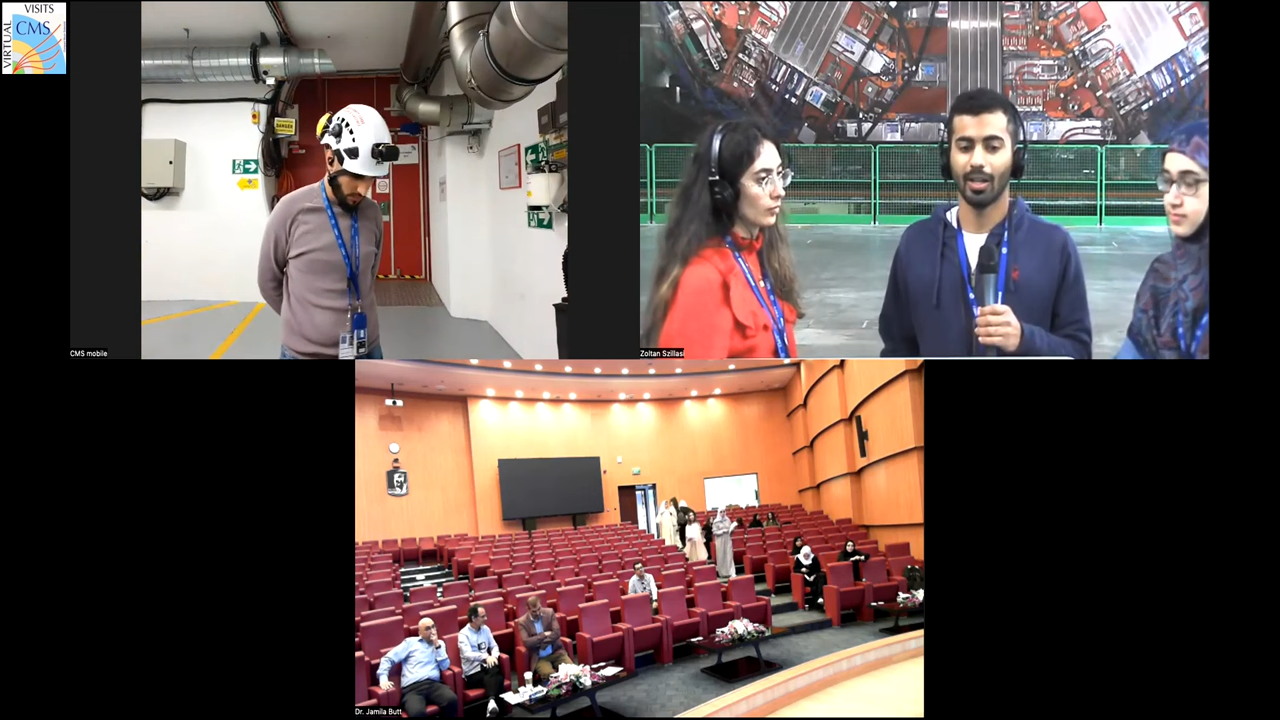 VIRTUAL
VISITS
CMS
DANGER
CMS mobile
Zoltan Szillasi
Dr. Jamila Butt